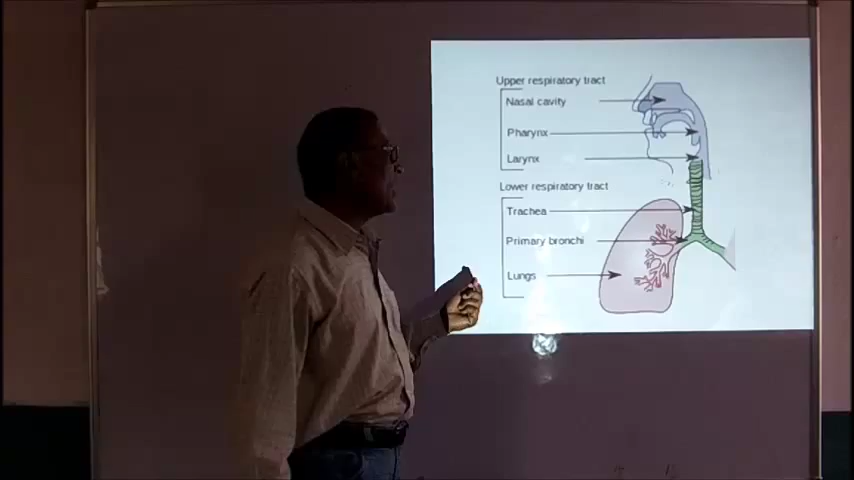 Upper respiratory tract
Nasal cavity
Pharynx
Larynx
Lower respiratory tract
Trachea
Primary bronchi
Lungs